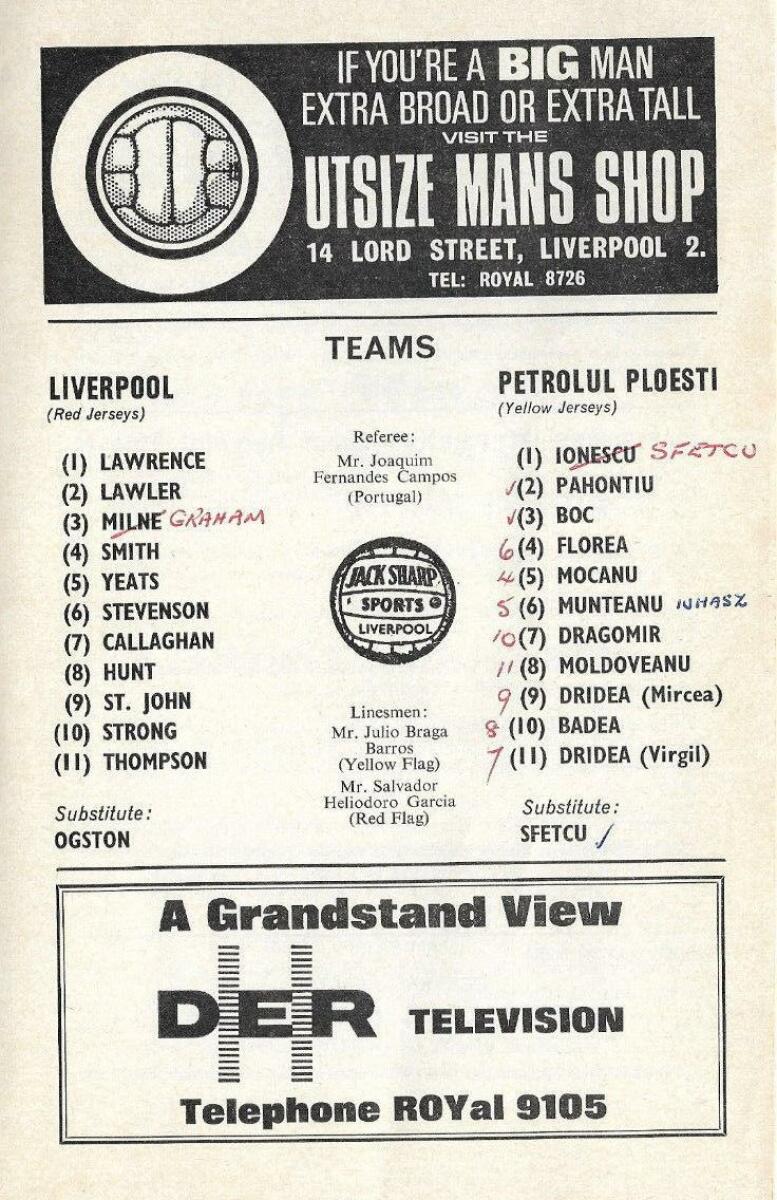 IF YOU'RE A BIG MAN
EXTRA BROAD OR EXTRA TALL
VISIT THE
UTSIZE MANS SHOP
14 LORD STREET, LIVERPOOL 2.
TEL: ROYAL 8726
TEAMS
LIVERPOOL
(Red Jerseys)
(1) LAWRENCE
(2) LAWLER
(3) MILNE GRAHAM
(4) SMITH
(5) YEATS
(6) STEVENSON
(7) CALLAGHAN
(8) HUNT
(9) ST. JOHN
(10) STRONG
(11) THOMPSON
Substitute:
OGSTON
Referee:
Mr. Joaquim
Fernandes Campos
(Portugal)
JACK SHARP
SPORTS
LIVERPOOL
Linesmen:
Mr. Julio Braga
Barros
(Yellow Flag)
Mr. Salvador
Heliodoro Garcia
(Red Flag)
PETROLUL PLOESTI
(Yellow Jerseys)
(1) IONESCU SFETCU
✓(2) PAHONTIU
✓(3) BOC
6 (4) FLOREA
4 (5) MOCANU
5 (6) MUNTEANU IUHASZ
10 (7) DRAGOMIR
11 (8) MOLDOVEANU
9 (9) DRIDEA (Mircea)
8 (10) BADEA
7 (11) DRIDEA (Virgil)
Substitute:
SFETCU ✓
A Grandstand View
DER TELEVISION
Telephone ROYal 9105